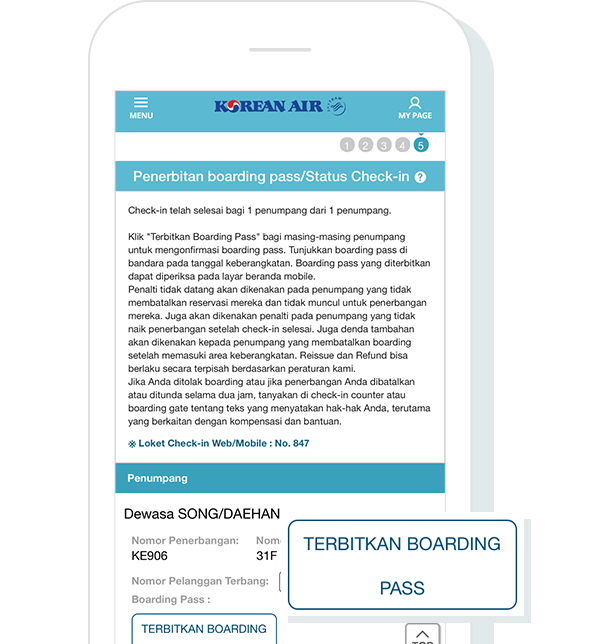 MENU
KOREAN AIR
MY PAGE
1 2 3 4 5
Penerbitan boarding pass/Status Check-in ?
Check-in telah selesai bagi 1 penumpang dari 1 penumpang.
Klik "Terbitkan Boarding Pass" bagi masing-masing penumpang
untuk mengonfirmasi boarding pass. Tunjukkan boarding pass di
bandara pada tanggal keberangkatan. Boarding pass yang diterbitkan
dapat diperiksa pada layar beranda mobile.
Penalti tidak datang akan dikenakan pada penumpang yang tidak
membatalkan reservasi mereka dan tidak muncul untuk penerbangan
mereka. Juga akan dikenakan penalti pada penumpang yang tidak
naik penerbangan setelah check-in selesai. Juga denda tambahan
akan dikenakan kepada penumpang yang membatalkan boarding
setelah memasuki area keberangkatan. Reissue dan Refund bisa
berlaku secara terpisah berdasarkan peraturan kami.
Jika Anda ditolak boarding atau jika penerbangan Anda dibatalkan
atau ditunda selama dua jam, tanyakan di check-in counter atau
boarding gate tentang teks yang menyatakan hak-hak Anda, terutama
yang berkaitan dengan kompensasi dan bantuan.
※ Loket Check-in Web/Mobile : No. 847
Penumpang
Dewasa SONG/DAEHAN
Nomor Penerbangan: Nom
KE906 31F
Nomor Pelanggan Terbang:
Boarding Pass :
TERBITKAN BOARDING
TERBITKAN BOARDING
PASS
TOP